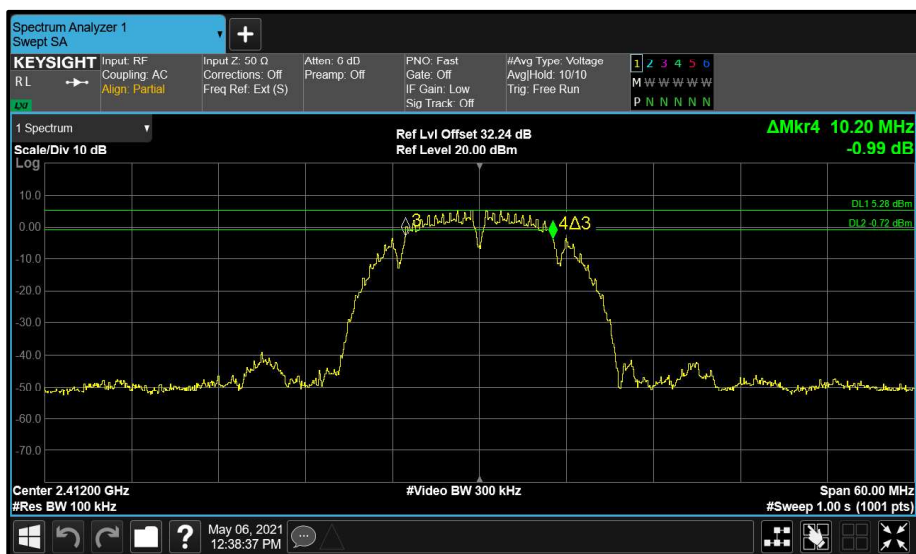 Spectrum Analyzer 1
Swept SA
KEYSIGHT
RL
LXI
Input: RF
Coupling: AC
Align: Partial
Input Z: 50 Ω
Corrections: Off
Freq Ref: Ext (S)
Atten: 6 dB
Preamp: Off
PNO: Fast
Gate: Off
IF Gain: Low
Sig Track: Off
#Avg Type: Voltage
Avg|Hold: 10/10
Trig: Free Run
1 2 3 4 5 6
M W W W W W
P N N N N N
1 Spectrum
Scale/Div 10 dB
Log
Ref Lvl Offset 32.24 dB
Ref Level 20.00 dBm
ΔMkr4 10.20 MHz
-0.99 dB
10.0
0.00
-10.0
-20.0
-30.0
-40.0
-50.0
-60.0
-70.0
DL1 5.28 dBm
DL2 -0.72 dBm
3
4Δ3
Center 2.41200 GHz
#Res BW 100 kHz
#Video BW 300 kHz
Span 60.00 MHz
#Sweep 1.00 s (1001 pts)
May 06, 2021
12:38:37 PM